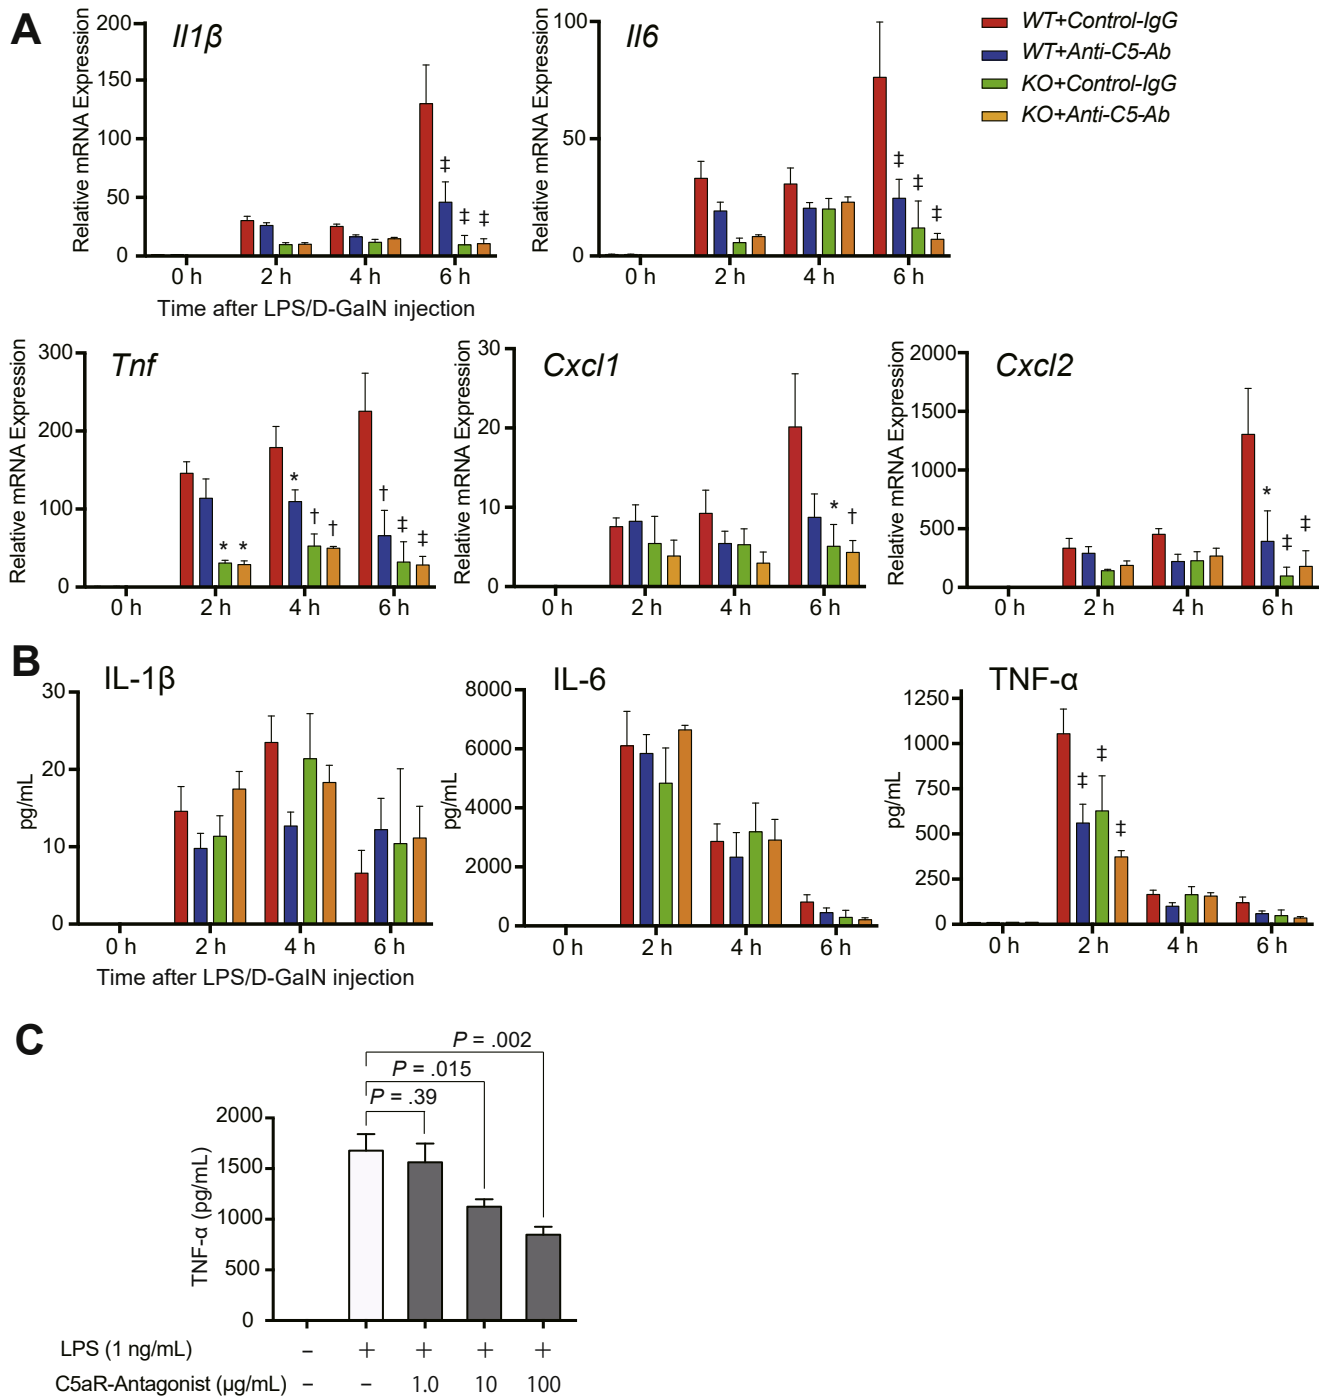 A
Il1β
Relative mRNA Expression
200
150
100
50
0
‡
‡
‡
0 h
2 h
4 h
6 h
Time after LPS/D-GalN injection
Il6
Relative mRNA Expression
100
50
0
‡
‡
‡
0 h
2 h
4 h
6 h
WT+Control-IgG
WT+Anti-C5-Ab
KO+Control-IgG
KO+Anti-C5-Ab
Tnf
Relative mRNA Expression
300
200
100
0
*
*
*
†
†
†
‡
‡
0 h
2 h
4 h
6 h
Cxcl1
Relative mRNA Expression
30
20
10
0
*
†
0 h
2 h
4 h
6 h
Cxcl2
Relative mRNA Expression
2000
1500
1000
500
0
*
‡
‡
0 h
2 h
4 h
6 h
B
IL-1β
pg/mL
30
20
10
0
0 h
2 h
4 h
6 h
Time after LPS/D-GalN injection
IL-6
pg/mL
8000
6000
4000
2000
0
0 h
2 h
4 h
6 h
TNF-α
pg/mL
1250
1000
750
500
250
0
‡
‡
‡
0 h
2 h
4 h
6 h
C
P = .002
P = .015
P = .39
TNF-α (pg/mL)
2000
1500
1000
500
0
LPS (1 ng/mL) − + + + +
C5aR-Antagonist (μg/mL) − − 1.0 10 100